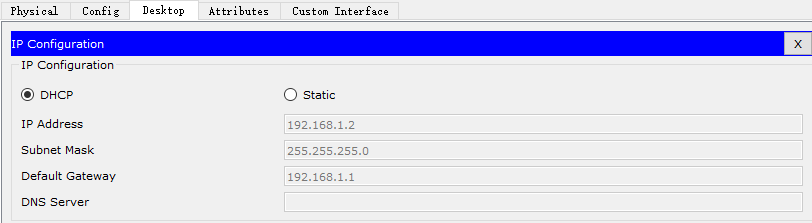 Physical Config Desktop Attributes Custom Interface
IP Configuration X
IP Configuration
DHCP Static
IP Address 192.168.1.2
Subnet Mask 255.255.255.0
Default Gateway 192.168.1.1
DNS Server